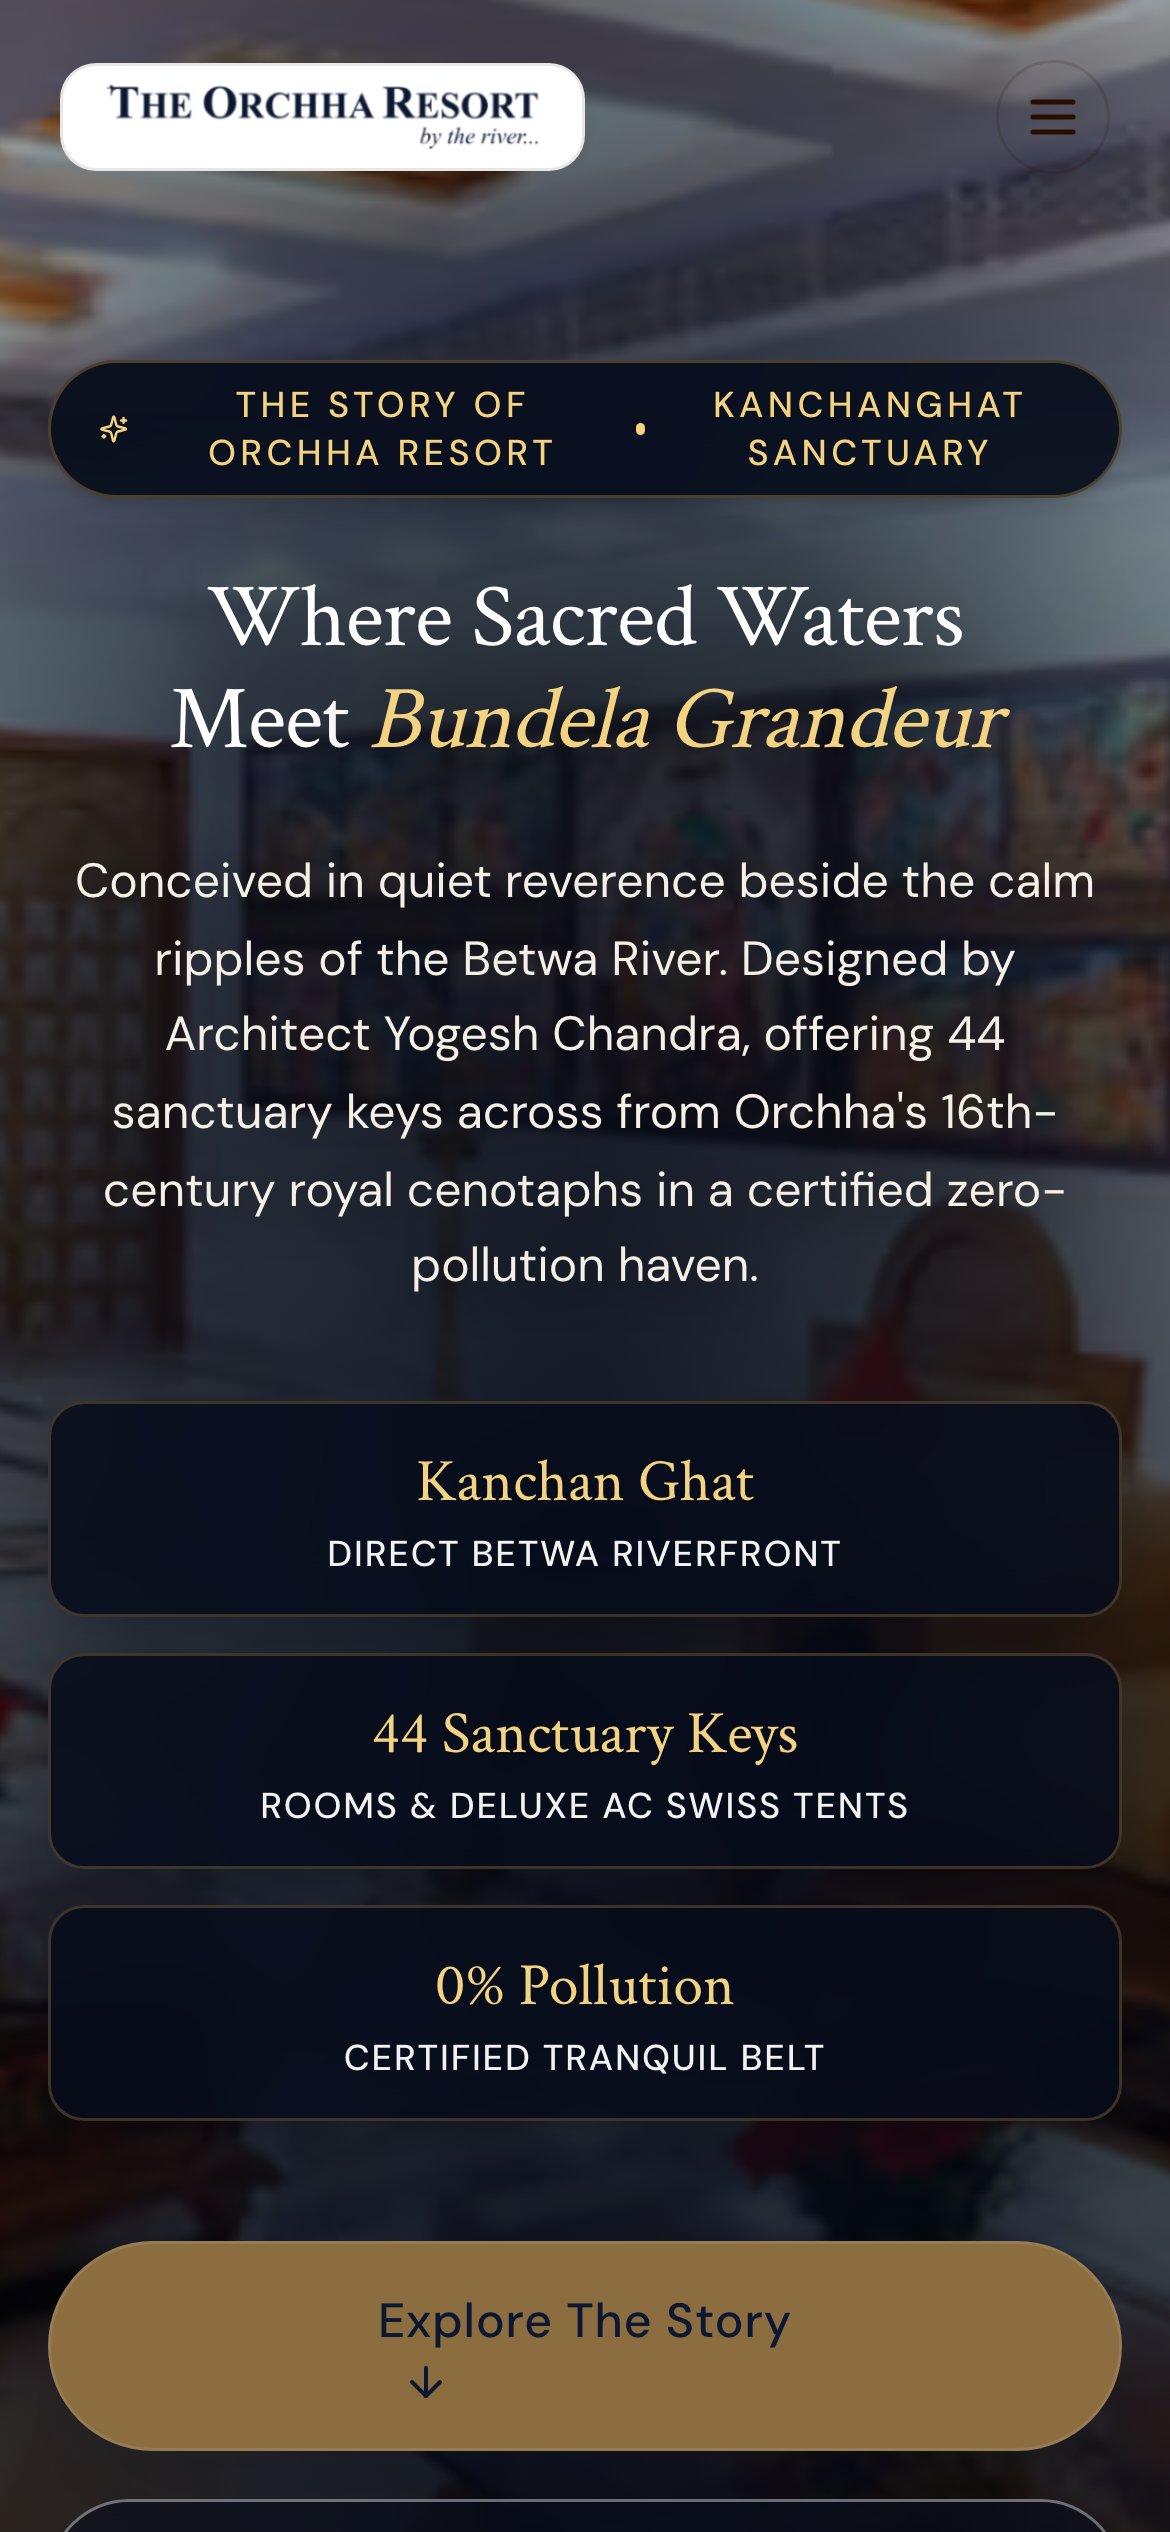 THE ORCHHA RESORT
by the river...
THE STORY OF
ORCHHA RESORT
•
KANCHANGHAT
SANCTUARY
Where Sacred Waters
Meet Bundela Grandeur
Conceived in quiet reverence beside the calm
ripples of the Betwa River. Designed by
Architect Yogesh Chandra, offering 44
sanctuary keys across from Orchha's 16th-
century royal cenotaphs in a certified zero-
pollution haven.
Kanchan Ghat
DIRECT BETWA RIVERFRONT
44 Sanctuary Keys
ROOMS & DELUXE AC SWISS TENTS
0% Pollution
CERTIFIED TRANQUIL BELT
Explore The Story